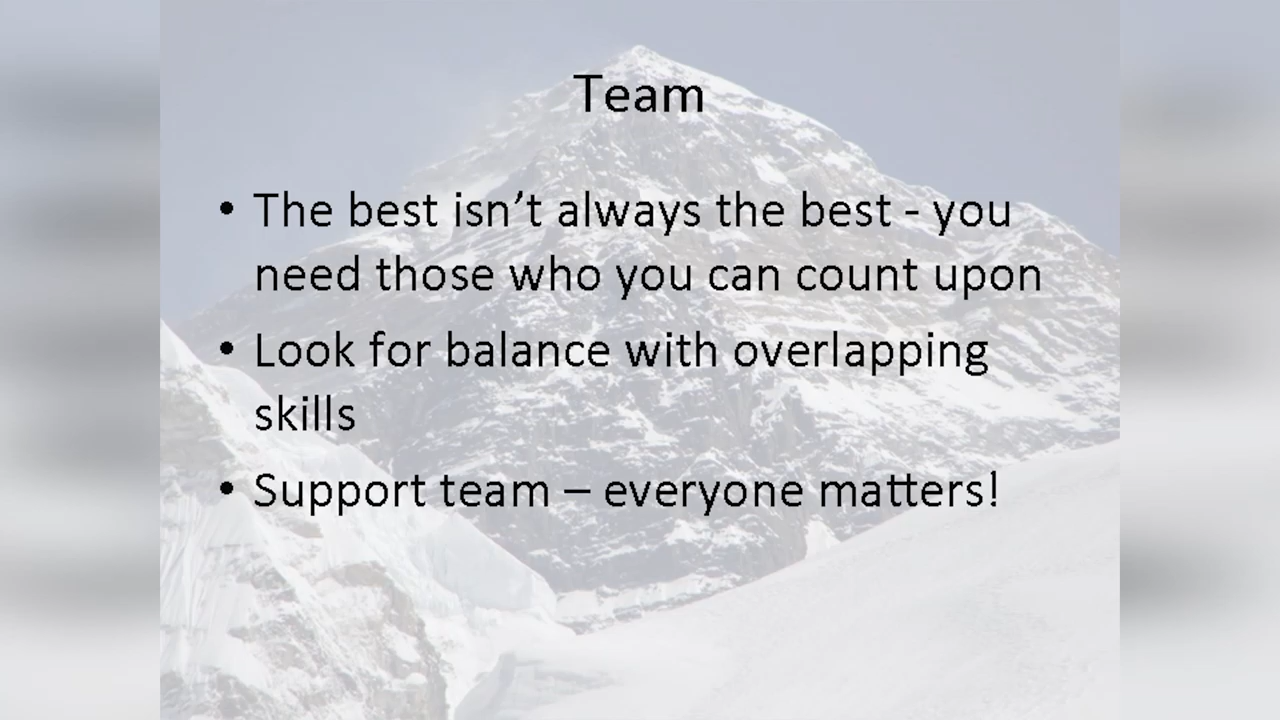 Team
• The best isn’t always the best - you
need those who you can count upon
• Look for balance with overlapping
skills
• Support team – everyone matters!